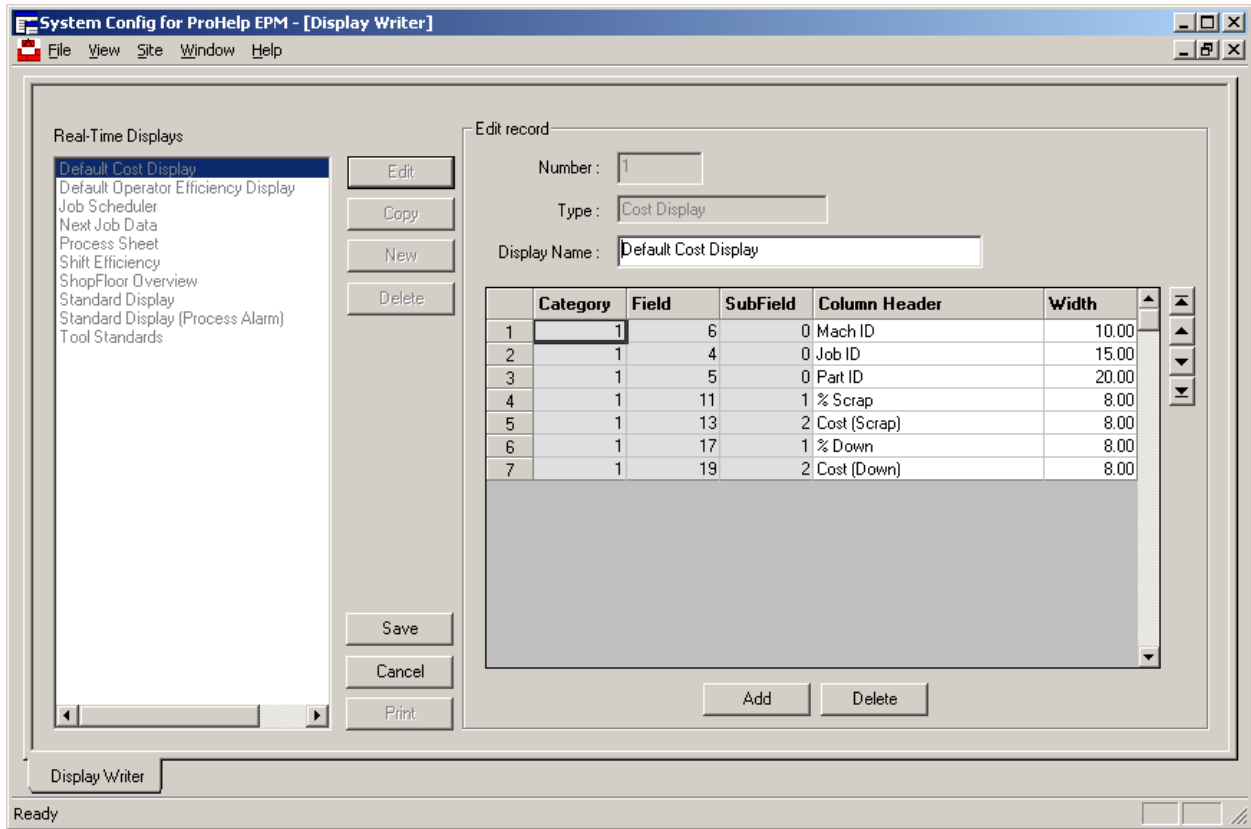 System Config for ProHelp EPM - [Display Writer]
File View Site Window Help
Real-Time Displays
Default Cost Display
Default Operator Efficiency Display
Job Scheduler
Next Job Data
Process Sheet
Shift Efficiency
ShopFloor Overview
Standard Display
Standard Display (Process Alarm)
Tool Standards
Edit
Copy
New
Delete
Save
Cancel
Print
Edit record
Number : 1
Type : Cost Display
Display Name : Default Cost Display
Category Field SubField Column Header Width
1 1 6 0 Mach ID 10.00
2 1 4 0 Job ID 15.00
3 1 5 0 Part ID 20.00
4 1 11 1 % Scrap 8.00
5 1 13 2 Cost (Scrap) 8.00
6 1 17 1 % Down 8.00
7 1 19 2 Cost (Down) 8.00
Add Delete
Display Writer
Ready